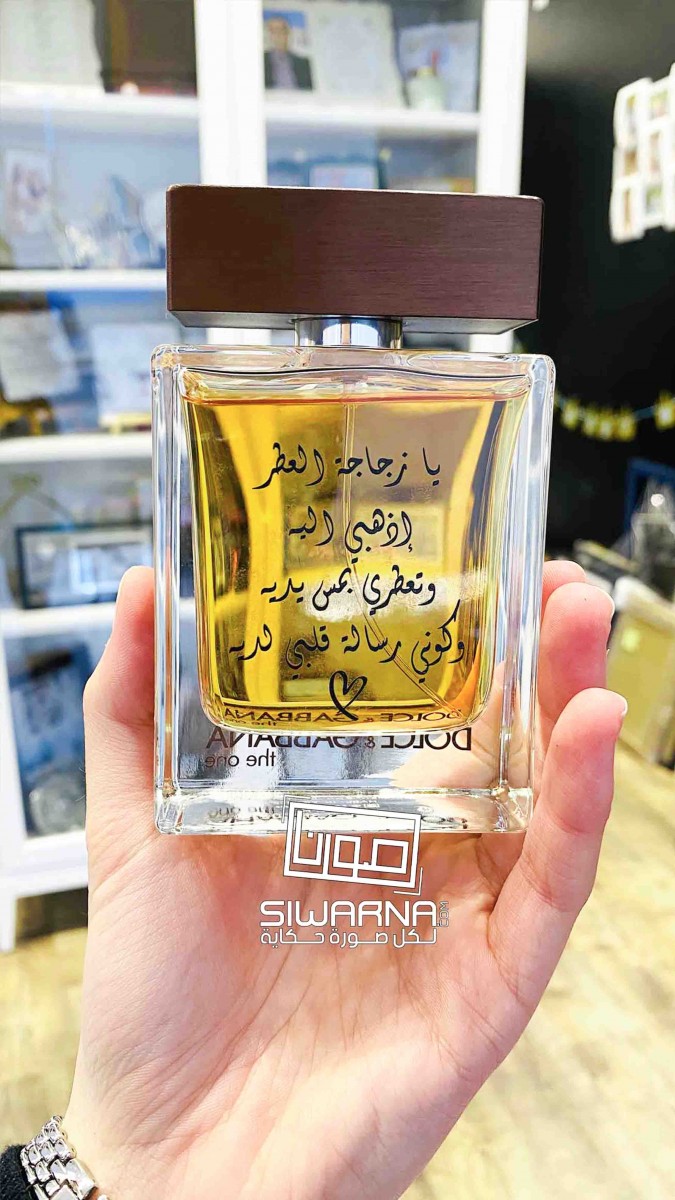 يا زجاجة العطر
إذهبي اليه
وتعطري بمس يديه
وكوني رسالة قلبي لديه
DOLCE & GABBANA
the one
صورنا
SIWARNA.COM
لكل صورة حكاية